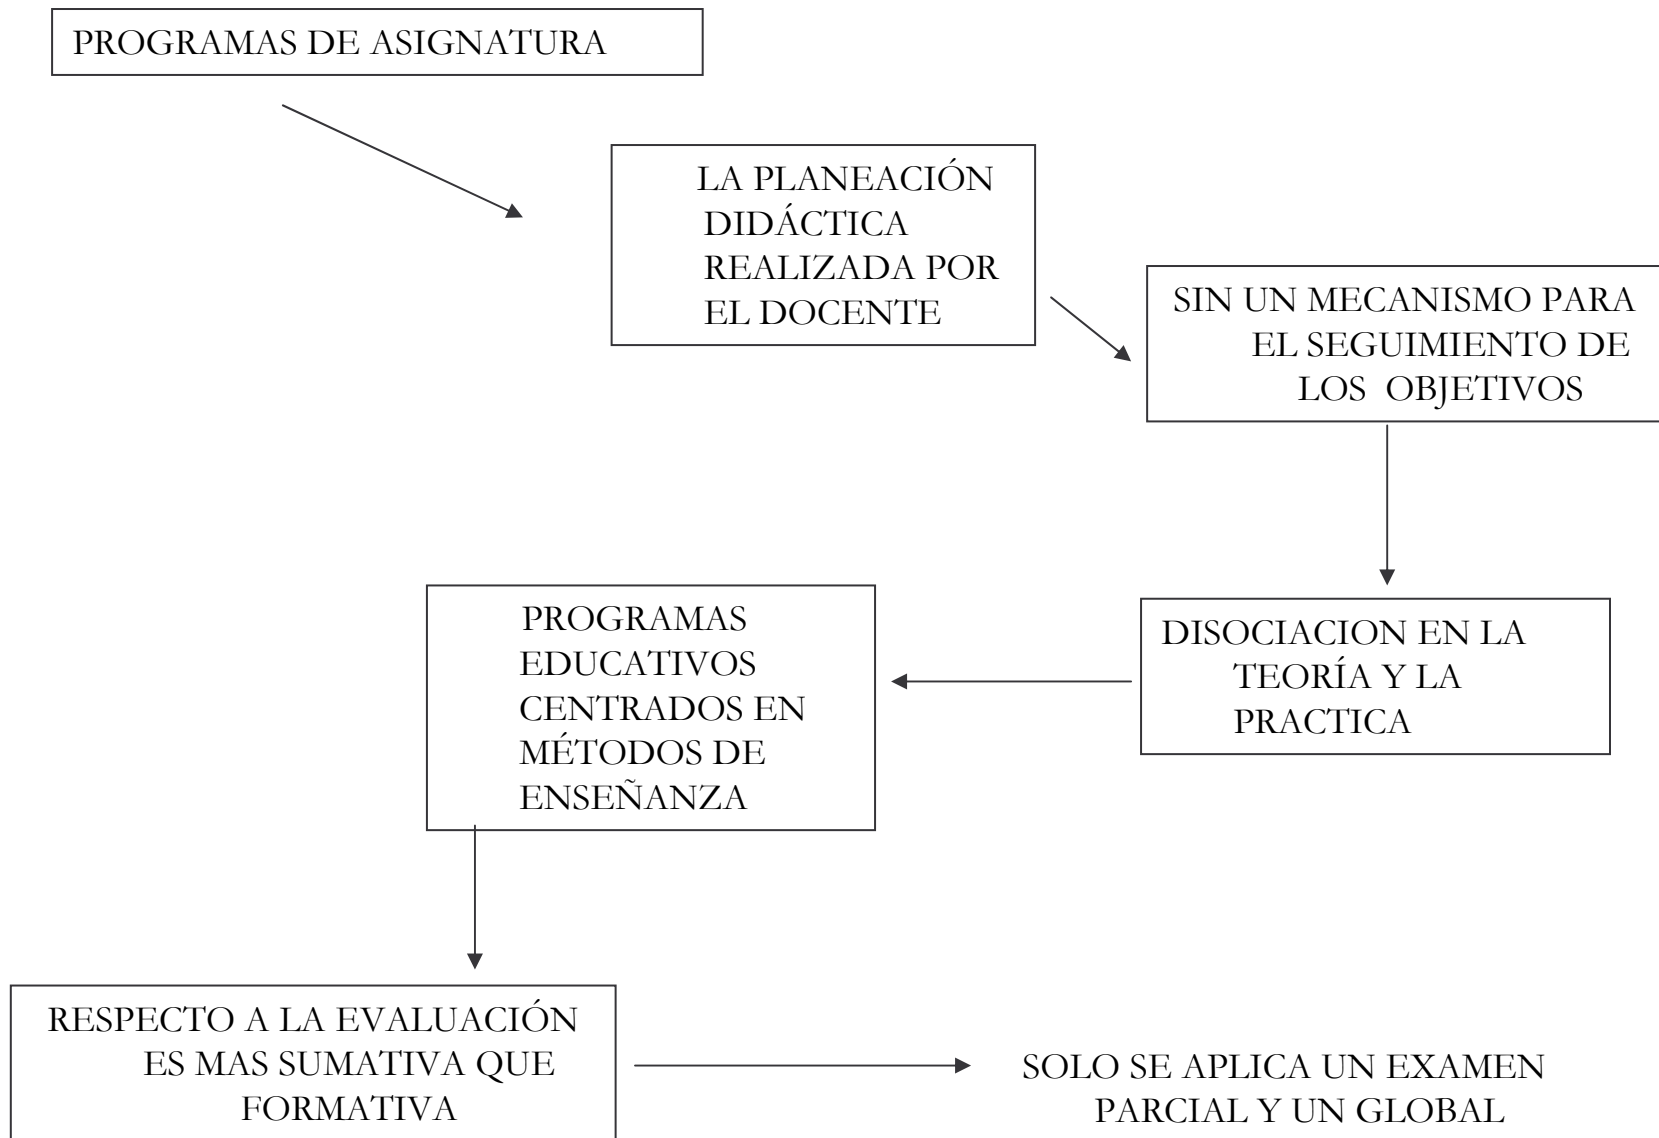 PROGRAMAS DE ASIGNATURA
LA PLANEACIÓN
DIDÁCTICA
REALIZADA POR
EL DOCENTE
SIN UN MECANISMO PARA
EL SEGUIMIENTO DE
LOS OBJETIVOS
DISOCIACION EN LA
TEORÍA Y LA
PRACTICA
PROGRAMAS
EDUCATIVOS
CENTRADOS EN
MÉTODOS DE
ENSEÑANZA
RESPECTO A LA EVALUACIÓN
ES MAS SUMATIVA QUE
FORMATIVA
SOLO SE APLICA UN EXAMEN
PARCIAL Y UN GLOBAL